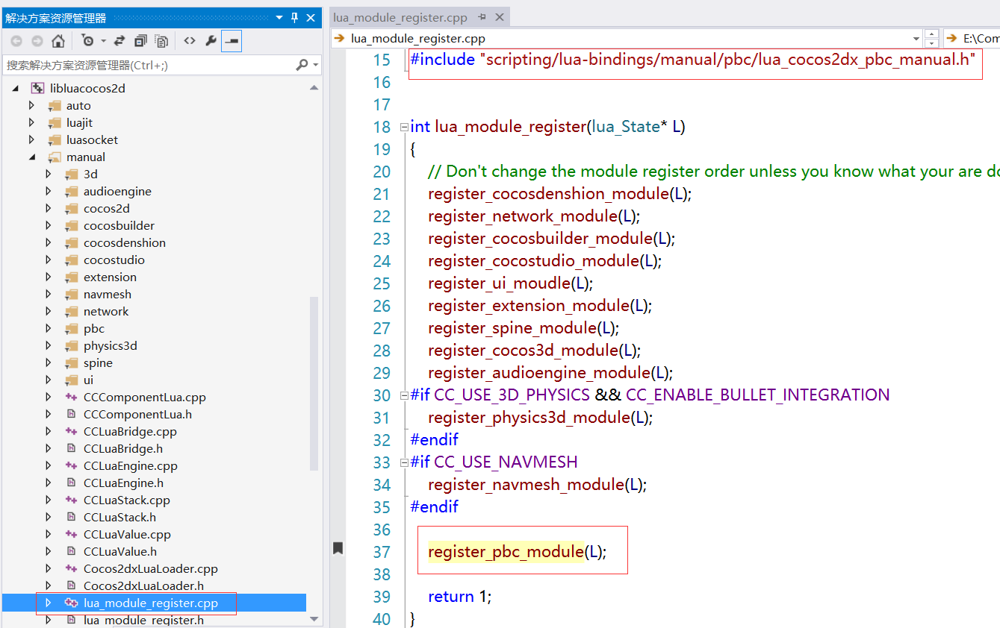 解决方案资源管理器
搜索解决方案资源管理器(Ctrl+;)
libluacocos2d
auto
luajit
luasocket
manual
3d
audioengine
cocos2d
cocosbuilder
cocosdenshion
cocostudio
extension
navmesh
network
pbc
physics3d
spine
ui
CCComponentLua.cpp
CCComponentLua.h
CCLuaBridge.cpp
CCLuaBridge.h
CCLuaEngine.cpp
CCLuaEngine.h
CCLuaStack.cpp
CCLuaStack.h
CCLuaValue.cpp
CCLuaValue.h
Cocos2dxLuaLoader.cpp
Cocos2dxLuaLoader.h
lua_module_register.cpp
lua_module_register.h
lua_module_register.cpp
lua_module_register.cpp
E:\Com
15 #include "scripting/lua-bindings/manual/pbc/lua_cocos2dx_pbc_manual.h"
16
17
18 int lua_module_register(lua_State* L)
19 {
20 // Don't change the module register order unless you know what your are do
21 register_cocosdenshion_module(L);
22 register_network_module(L);
23 register_cocosbuilder_module(L);
24 register_cocostudio_module(L);
25 register_ui_moudle(L);
26 register_extension_module(L);
27 register_spine_module(L);
28 register_cocos3d_module(L);
29 register_audioengine_module(L);
30 #if CC_USE_3D_PHYSICS && CC_ENABLE_BULLET_INTEGRATION
31 register_physics3d_module(L);
32 #endif
33 #if CC_USE_NAVMESH
34 register_navmesh_module(L);
35 #endif
36
37 register_pbc_module(L);
38
39 return 1;
40 }